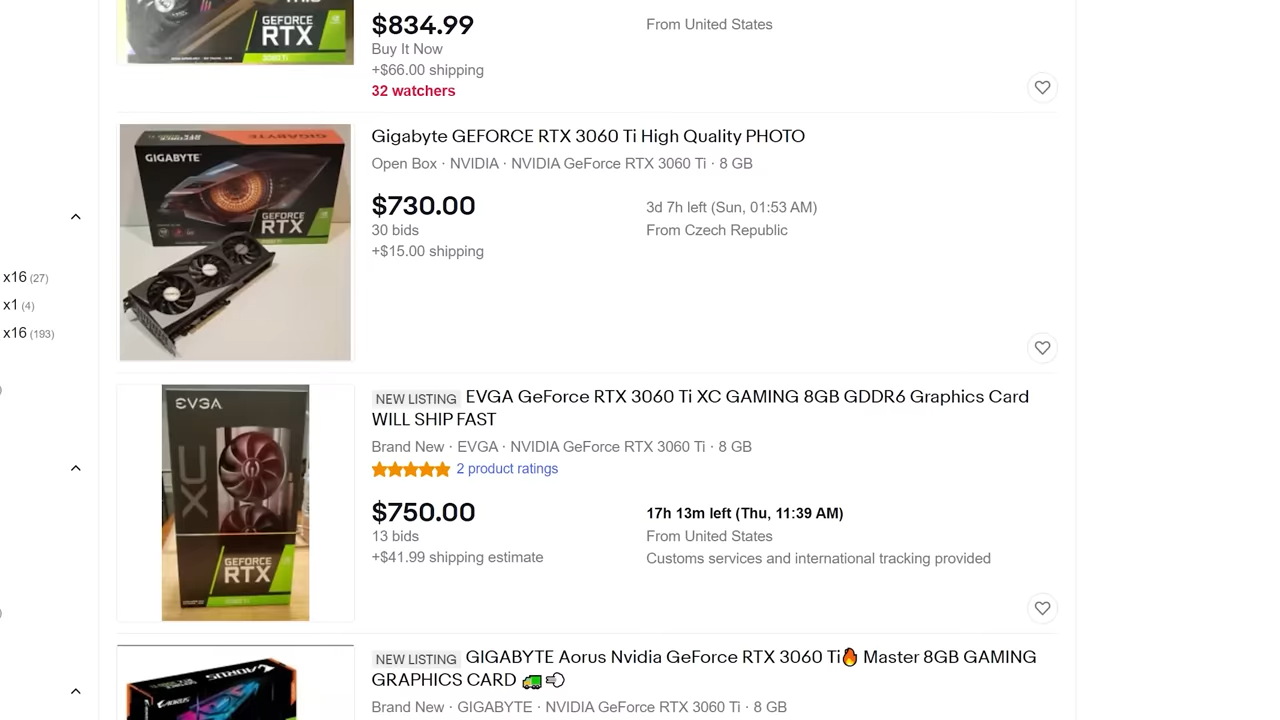 GEFORCE
RTX
3060 Ti
$834.99
Buy It Now
+$66.00 shipping
32 watchers
From United States
GIGABYTE
GEFORCE
RTX
Gigabyte GEFORCE RTX 3060 Ti High Quality PHOTO
Open Box · NVIDIA · NVIDIA GeForce RTX 3060 Ti · 8 GB
$730.00
30 bids
+$15.00 shipping
3d 7h left (Sun, 01:53 AM)
From Czech Republic
x16 (27)
x1 (4)
x16 (193)
)
)
EVGA
XC
GEFORCE
RTX
NEW LISTING EVGA GeForce RTX 3060 Ti XC GAMING 8GB GDDR6 Graphics Card
WILL SHIP FAST
Brand New · EVGA · NVIDIA GeForce RTX 3060 Ti · 8 GB
2 product ratings
$750.00
13 bids
+$41.99 shipping estimate
17h 13m left (Thu, 11:39 AM)
From United States
Customs services and international tracking provided
AORUS
AORUS
NEW LISTING GIGABYTE Aorus Nvidia GeForce RTX 3060 Ti🔥 Master 8GB GAMING
GRAPHICS CARD 🚛💨
Brand New · GIGABYTE · NVIDIA GeForce RTX 3060 Ti · 8 GB